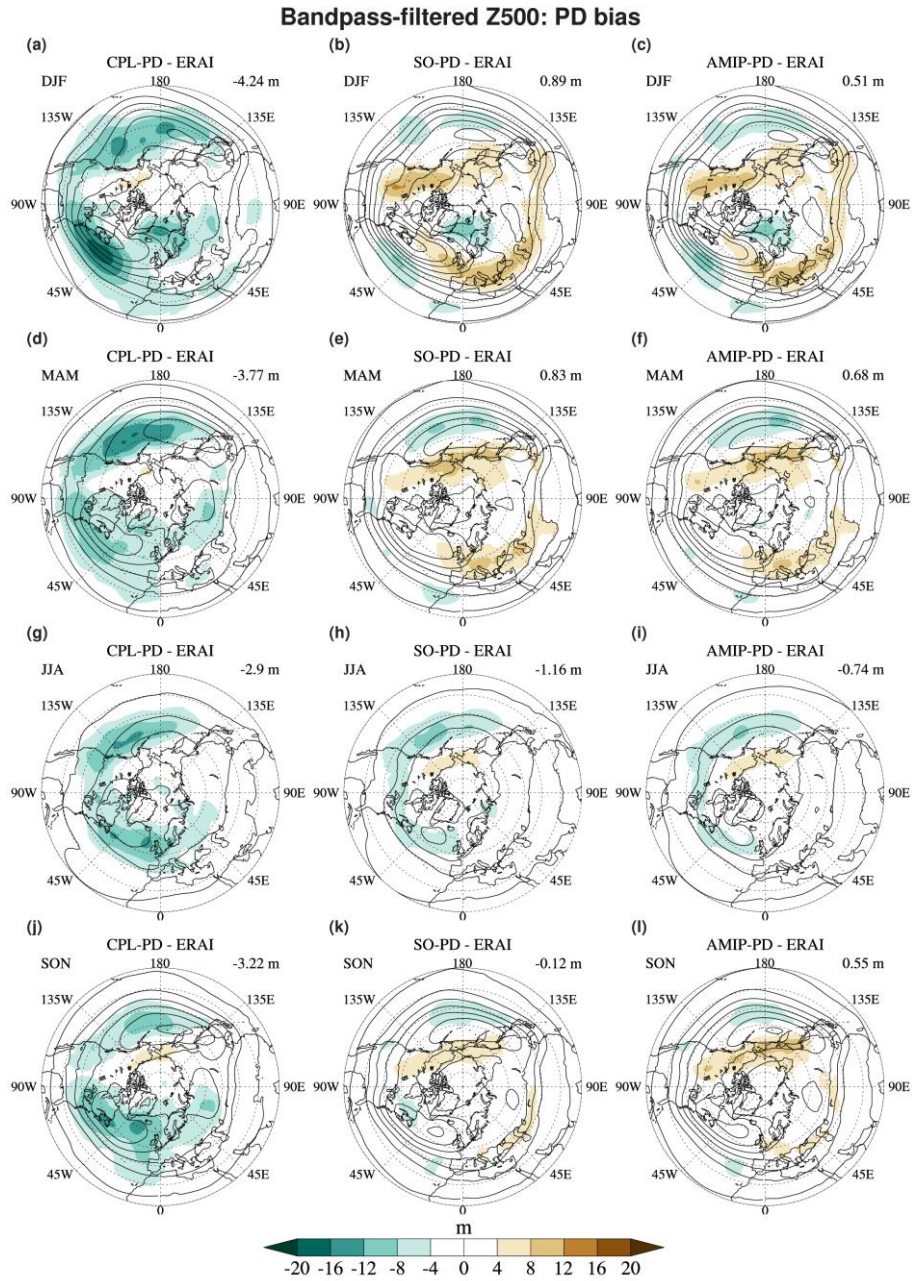 Bandpass-filtered Z500: PD bias
(a) (b) (c)
CPL-PD - ERAI SO-PD - ERAI AMIP-PD - ERAI
DJF 180 -4.24 m DJF 180 0.89 m DJF 180 0.51 m
135W 135E 135W 135E 135W 135E
90W 90E 90W 90E 90W 90E
45W 45E 45W 45E 45W 45E
0 0 0
(d) (e) (f)
CPL-PD - ERAI SO-PD - ERAI AMIP-PD - ERAI
MAM 180 -3.77 m MAM 180 0.83 m MAM 180 0.68 m
135W 135E 135W 135E 135W 135E
90W 90E 90W 90E 90W 90E
45W 45E 45W 45E 45W 45E
0 0 0
(g) (h) (i)
CPL-PD - ERAI SO-PD - ERAI AMIP-PD - ERAI
JJA 180 -2.9 m JJA 180 -1.16 m JJA 180 -0.74 m
135W 135E 135W 135E 135W 135E
90W 90E 90W 90E 90W 90E
45W 45E 45W 45E 45W 45E
0 0 0
(j) (k) (l)
CPL-PD - ERAI SO-PD - ERAI AMIP-PD - ERAI
SON 180 -3.22 m SON 180 -0.12 m SON 180 0.55 m
135W 135E 135W 135E 135W 135E
90W 90E 90W 90E 90W 90E
45W 45E 45W 45E 45W 45E
0 0 0
m
-20 -16 -12 -8 -4 0 4 8 12 16 20